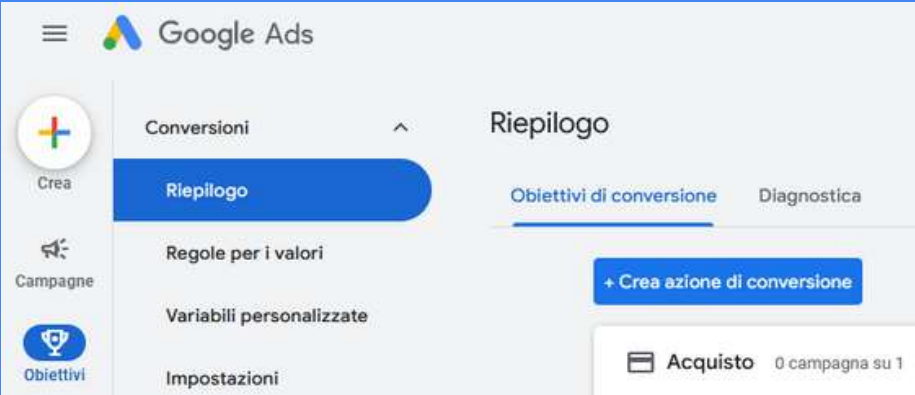 Google Ads
Crea
Campagne
Obiettivi
Conversioni
Riepilogo
Regole per i valori
Variabili personalizzate
Impostazioni
Riepilogo
Obiettivi di conversione
Diagnostica
+ Crea azione di conversione
Acquisto 0 campagna su 1